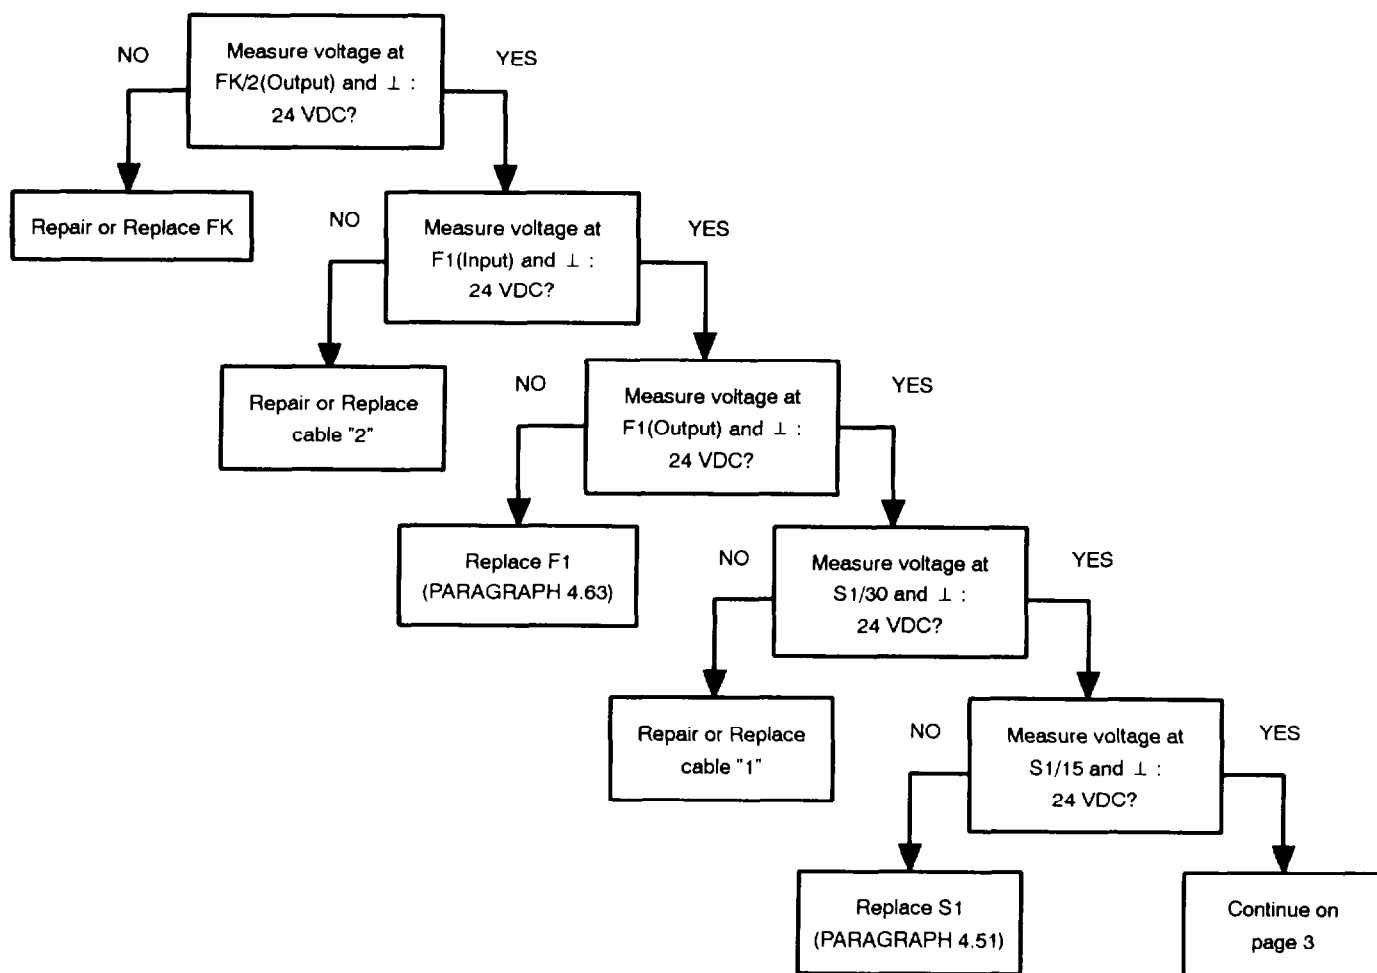 NO
Measure voltage at
FK/2(Output) and ⊥ :
24 VDC?
YES
Repair or Replace FK
NO
Measure voltage at
F1(Input) and ⊥ :
24 VDC?
YES
Repair or Replace
cable "2"
NO
Measure voltage at
F1(Output) and ⊥ :
24 VDC?
YES
Replace F1
(PARAGRAPH 4.63)
NO
Measure voltage at
S1/30 and ⊥ :
24 VDC?
YES
Repair or Replace
cable "1"
NO
Measure voltage at
S1/15 and ⊥ :
24 VDC?
YES
Replace S1
(PARAGRAPH 4.51)
Continue on
page 3